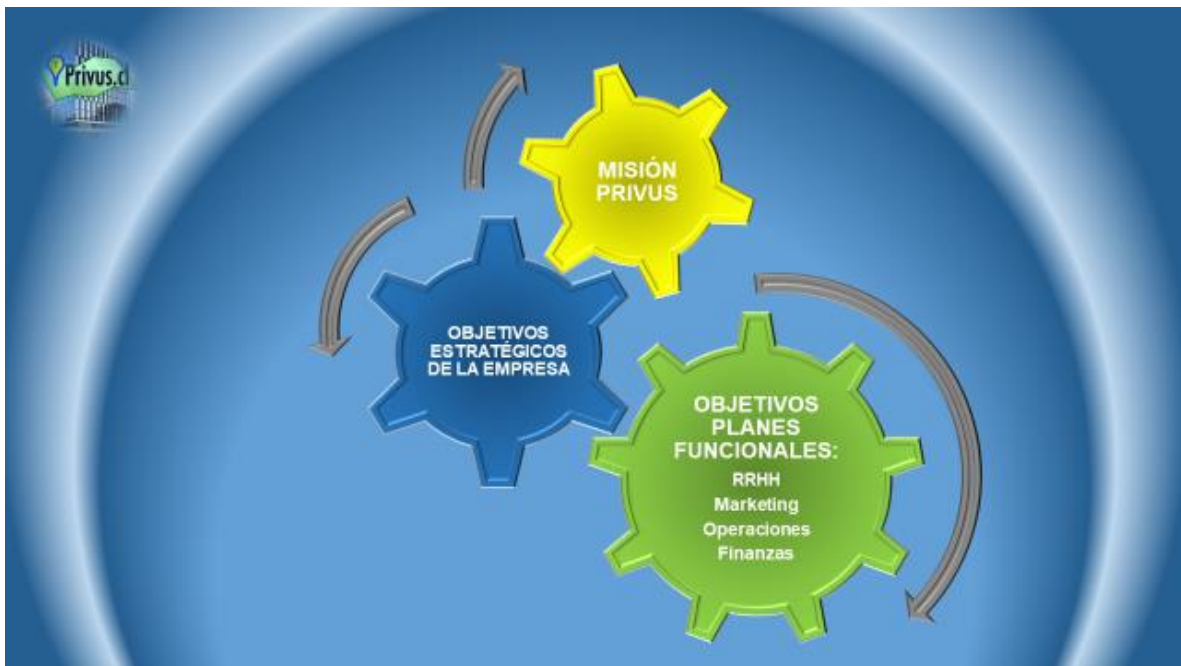 Privus.cl
MISIÓN
PRIVUS
OBJETIVOS
ESTRATÉGICOS
DE LA EMPRESA
OBJETIVOS
PLANES
FUNCIONALES:
RRHH
Marketing
Operaciones
Finanzas